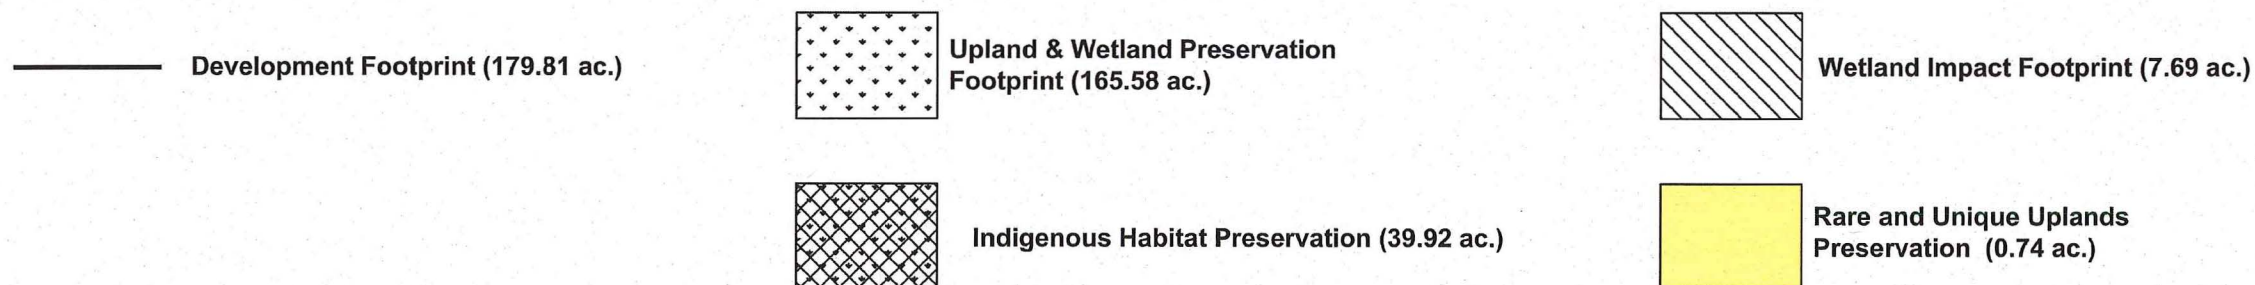 Development Footprint (179.81 ac.)
Upland & Wetland Preservation
Footprint (165.58 ac.)
Wetland Impact Footprint (7.69 ac.)
Indigenous Habitat Preservation (39.92 ac.)
Rare and Unique Uplands
Preservation (0.74 ac.)